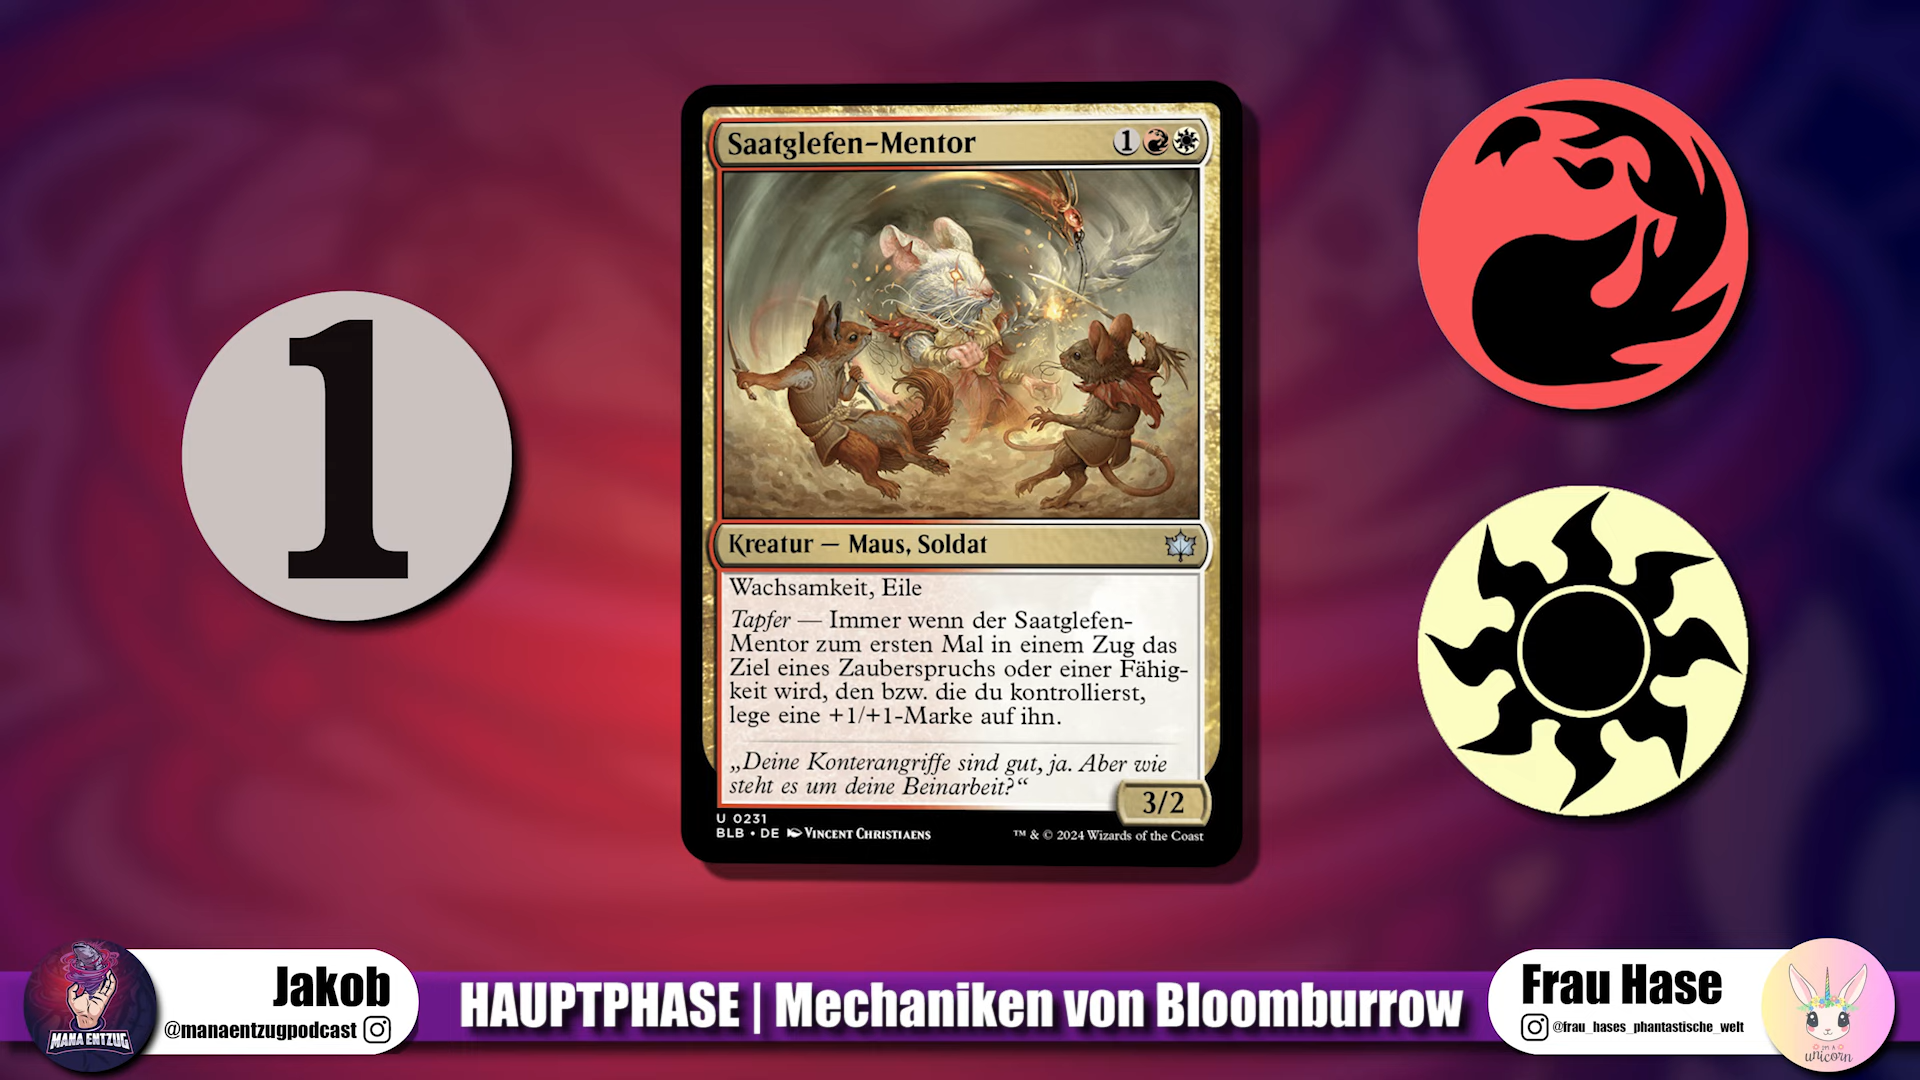 1
Saatglefen-Mentor
1
Kreatur — Maus, Soldat
Wachsamkeit, Eile
Tapfer — Immer wenn der Saatglefen-
Mentor zum ersten Mal in einem Zug das
Ziel eines Zauberspruchs oder einer Fähig-
keit wird, den bzw. die du kontrollierst,
lege eine +1/+1-Marke auf ihn.
„Deine Konterangriffe sind gut, ja. Aber wie
steht es um deine Beinarbeit?“
3/2
U 0231
BLB • DE Vincent Christiaens
™ & © 2024 Wizards of the Coast
MANA ENTZUG
Jakob
@manaentzugpodcast
HAUPTPHASE | Mechaniken von Bloomburrow
Frau Hase
@frau_hases_phantastische_welt
I'M A
unicorn